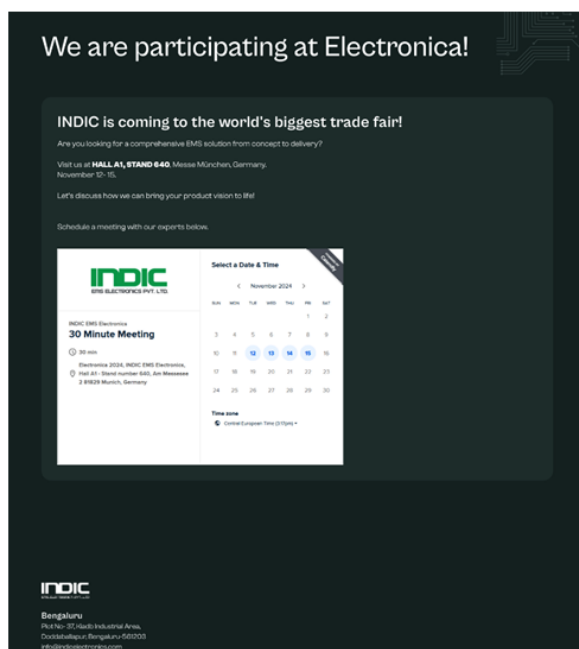 We are participating at Electronica!
INDIC is coming to the world's biggest trade fair!
Are you looking for a comprehensive EMS solution from concept to delivery?
Visit us at HALL A1, STAND 640, Messe München, Germany.
November 12- 15.
Let's discuss how we can bring your product vision to life!
Schedule a meeting with our experts below.
INDIC
EMS ELECTRONICS PVT. LTD.
INDIC EMS Electronica
30 Minute Meeting
30 min
Electronica 2024, INDIC EMS Electronica,
Hall A1 - Stand number 640, Am Messesee
2 81829 Munich, Germany
Select a Date & Time
Calendly
November 2024
SUN MON TUE WED THU FRI SAT
1 2
3 4 5 6 7 8 9
10 11 12 13 14 15 16
17 18 19 20 21 22 23
24 25 26 27 28 29 30
Time zone
Central European Time (3:17pm)
INDIC
Bengaluru
Plot No- 37, Kiadb Industrial Area,
Doddaballapur, Bengaluru-561203
info@indicelectronics.com